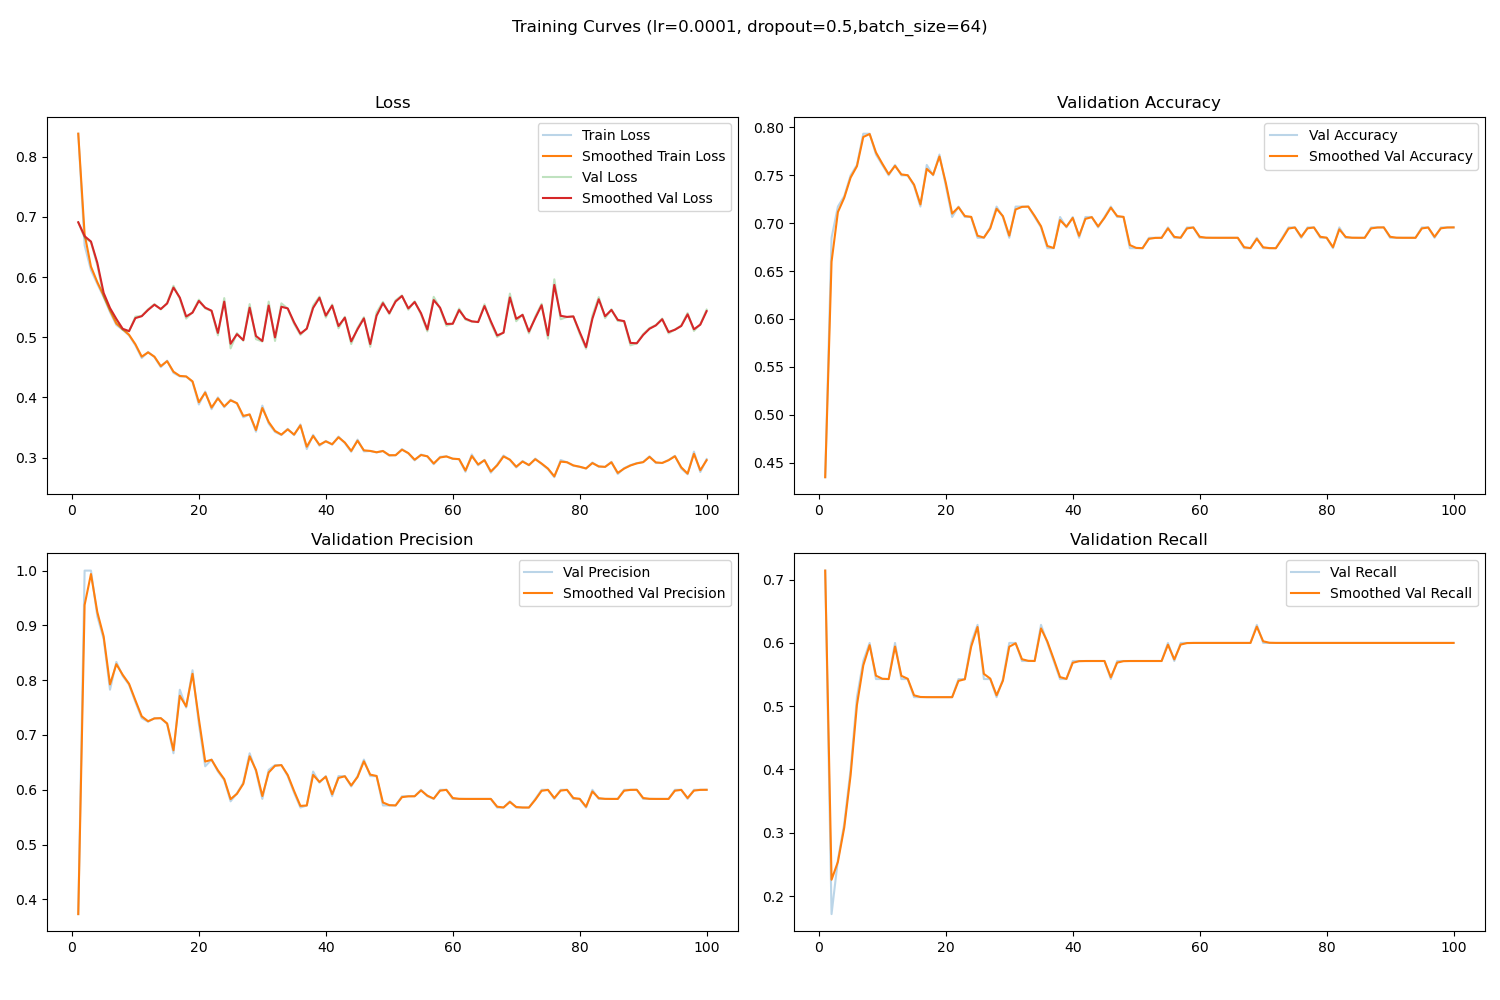 Training Curves (lr=0.0001, dropout=0.5,batch_size=64)
Loss
Train Loss
Smoothed Train Loss
Val Loss
Smoothed Val Loss
0.8
0.7
0.6
0.5
0.4
0.3
0 20 40 60 80 100
Validation Accuracy
Val Accuracy
Smoothed Val Accuracy
0.80
0.75
0.70
0.65
0.60
0.55
0.50
0.45
0 20 40 60 80 100
Validation Precision
Val Precision
Smoothed Val Precision
1.0
0.9
0.8
0.7
0.6
0.5
0.4
0 20 40 60 80 100
Validation Recall
Val Recall
Smoothed Val Recall
0.7
0.6
0.5
0.4
0.3
0.2
0 20 40 60 80 100